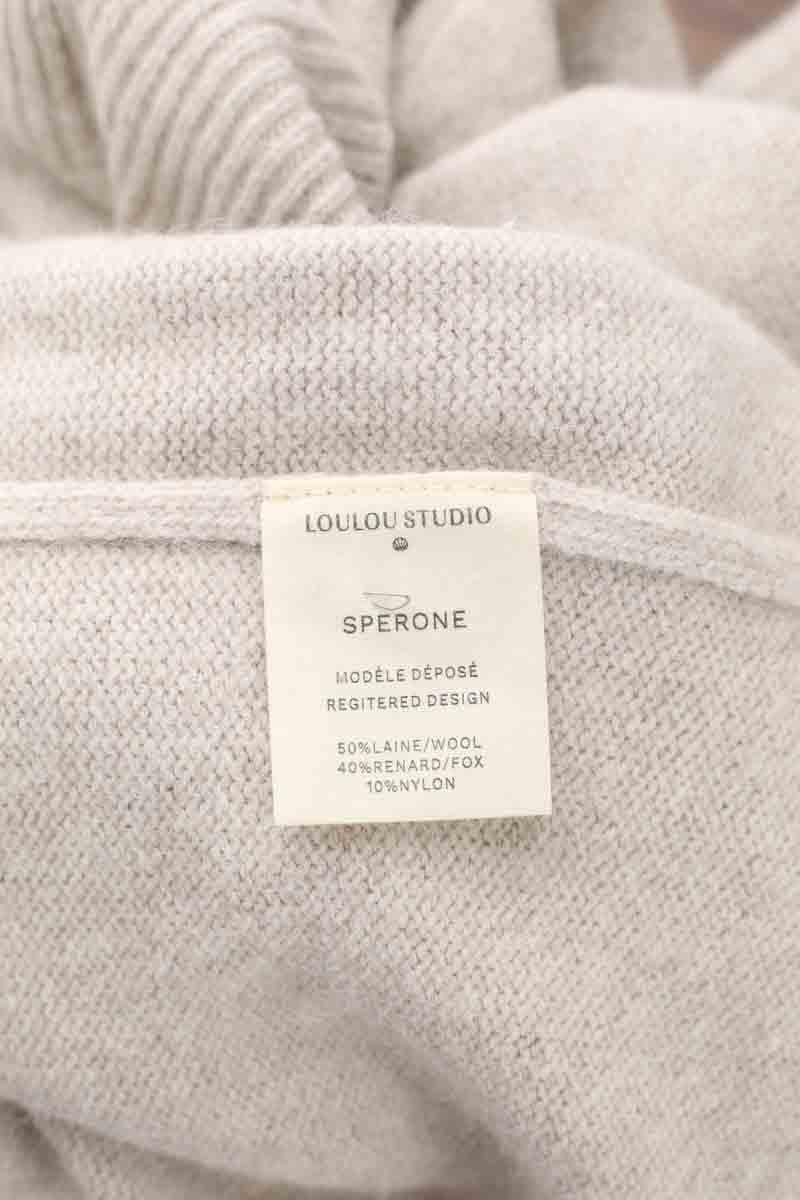 LOULOU STUDIO
SPERONE
MODÈLE DÉPOSÉ
REGITERED DESIGN
50%LAINE/WOOL
40%RENARD/FOX
10%NYLON